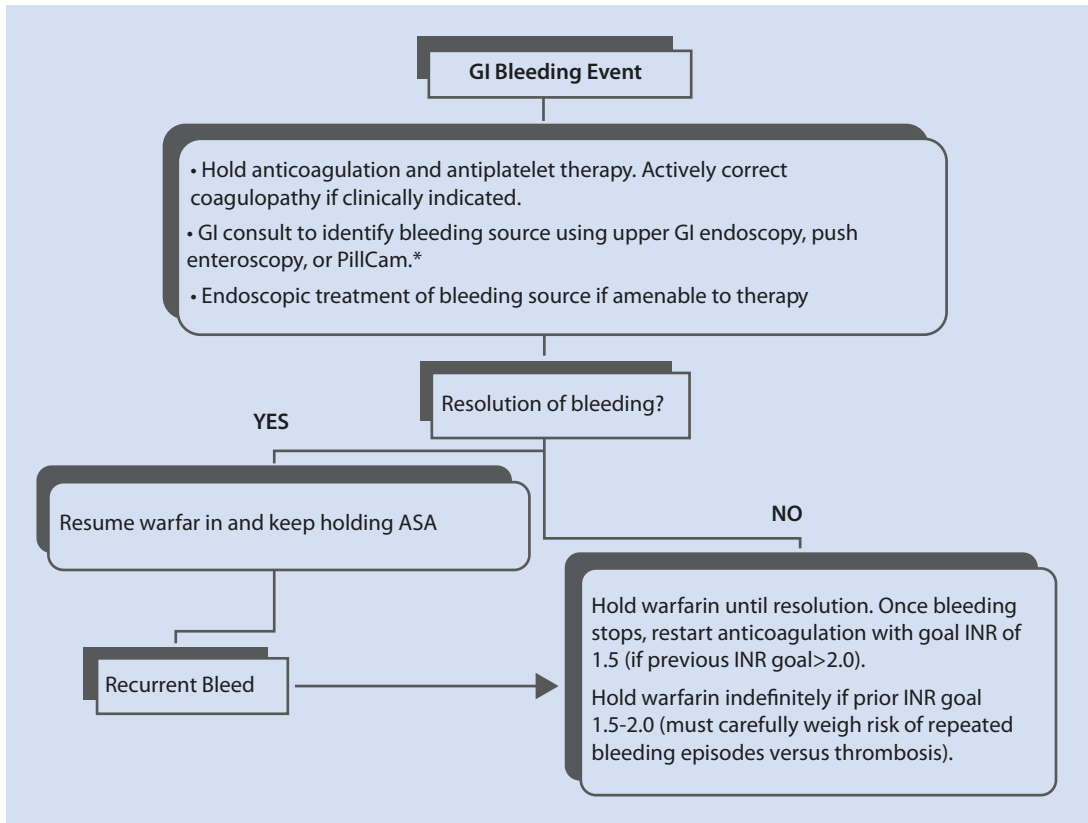 GI Bleeding Event
• Hold anticoagulation and antiplatelet therapy. Actively correct
coagulopathy if clinically indicated.
• GI consult to identify bleeding source using upper GI endoscopy, push
enteroscopy, or PillCam.*
• Endoscopic treatment of bleeding source if amenable to therapy
Resolution of bleeding?
YES
Resume warfar in and keep holding ASA
NO
Recurrent Bleed
Hold warfarin until resolution. Once bleeding
stops, restart anticoagulation with goal INR of
1.5 (if previous INR goal>2.0).
Hold warfarin indefinitely if prior INR goal
1.5-2.0 (must carefully weigh risk of repeated
bleeding episodes versus thrombosis).